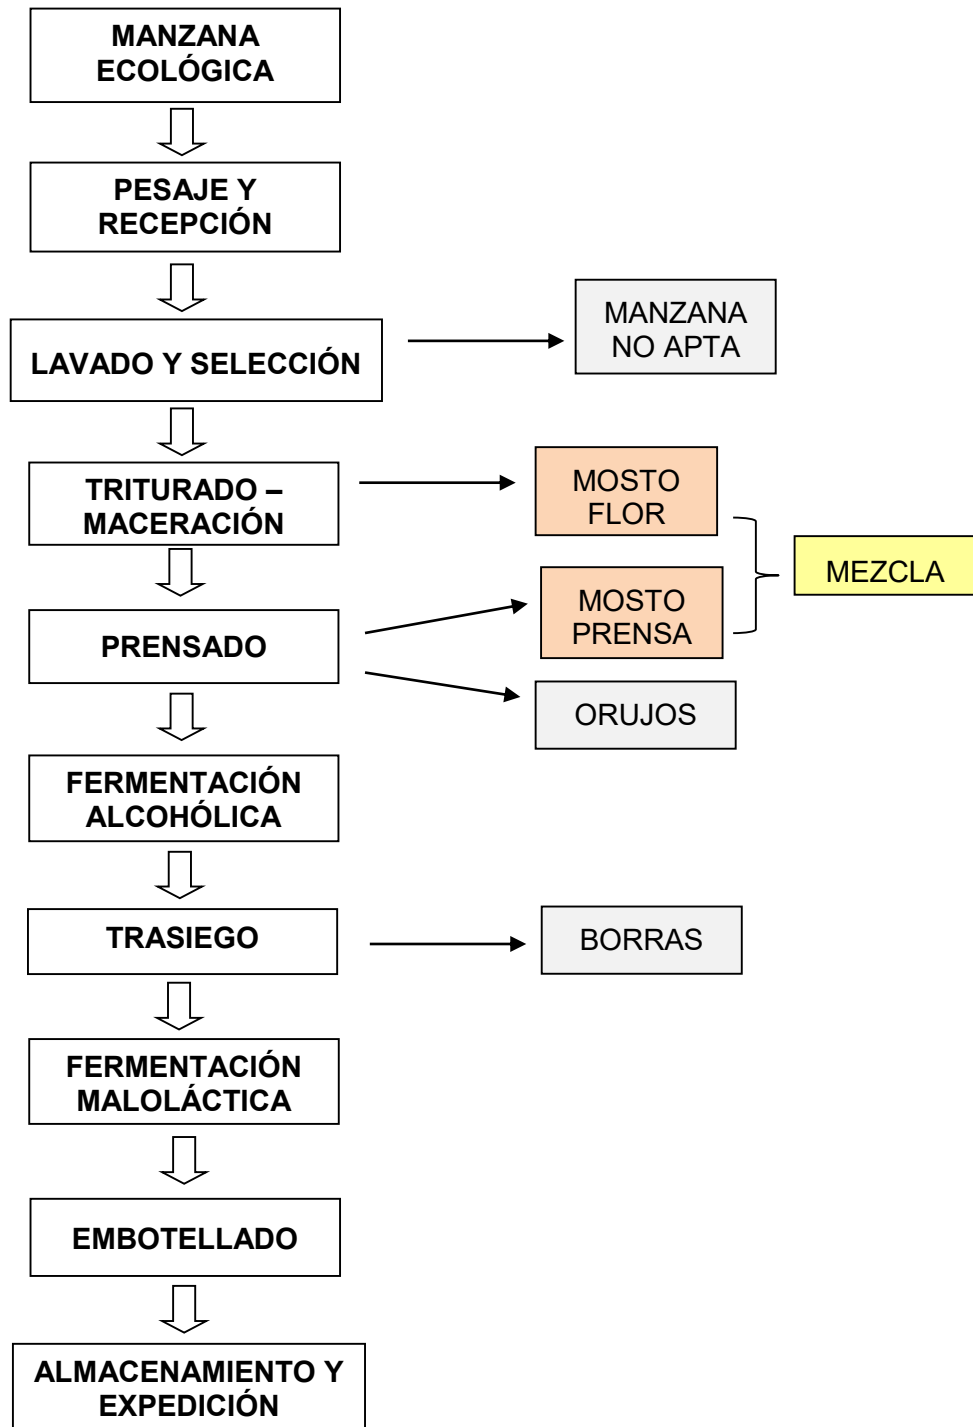 MANZANA
ECOLÓGICA
PESAJE Y
RECEPCIÓN
LAVADO Y SELECCIÓN
MANZANA
NO APTA
TRITURADO –
MACERACIÓN
MOSTO
FLOR
MEZCLA
PRENSADO
MOSTO
PRENSA
ORUJOS
FERMENTACIÓN
ALCOHÓLICA
TRASIEGO
BORRAS
FERMENTACIÓN
MALOLÁCTICA
EMBOTELLADO
ALMACENAMIENTO Y
EXPEDICIÓN